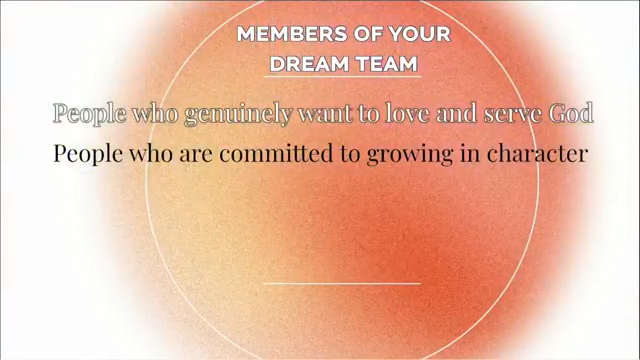 MEMBERS OF YOUR
DREAM TEAM
People who genuinely want to love and serve God
People who are committed to growing in character